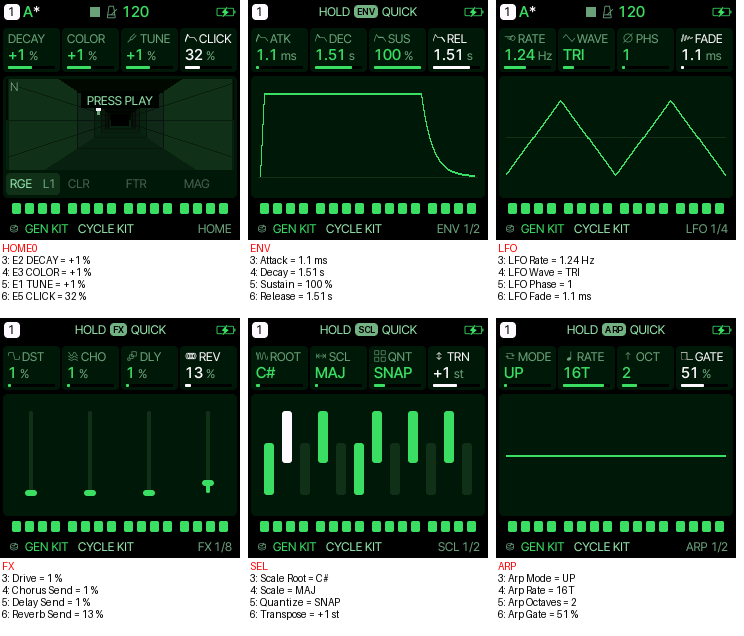 1 A* 120
DECAY COLOR TUNE CLICK
+1 % +1 % +1 % 32 %
N
PRESS PLAY
RGE L1 CLR FTR MAG
GEN KIT CYCLE KIT HOME
HOME0
3: E2 DECAY = +1 %
4: E3 COLOR = +1 %
5: E1 TUNE = +1 %
6: E5 CLICK = 32 %
1 HOLD ENV QUICK
ATK DEC SUS REL
1.1 ms 1.51 s 100 % 1.51 s
GEN KIT CYCLE KIT ENV 1/2
ENV
3: Attack = 1.1 ms
4: Decay = 1.51 s
5: Sustain = 100 %
6: Release = 1.51 s
1 A* 120
RATE WAVE PHS FADE
1.24 Hz TRI 1 1.1 ms
GEN KIT CYCLE KIT LFO 1/4
LFO
3: LFO Rate = 1.24 Hz
4: LFO Wave = TRI
5: LFO Phase = 1
6: LFO Fade = 1.1 ms
1 HOLD FX QUICK
DST CHO DLY REV
1 % 1 % 1 % 13 %
GEN KIT CYCLE KIT FX 1/8
FX
3: Drive = 1 %
4: Chorus Send = 1 %
5: Delay Send = 1 %
6: Reverb Send = 13 %
1 HOLD SCL QUICK
ROOT SCL QNT TRN
C# MAJ SNAP +1 st
GEN KIT CYCLE KIT SCL 1/2
SEL
3: Scale Root = C#
4: Scale = MAJ
5: Quantize = SNAP
6: Transpose = +1 st
1 HOLD ARP QUICK
MODE RATE OCT GATE
UP 16T 2 51 %
GEN KIT CYCLE KIT ARP 1/2
ARP
3: Arp Mode = UP
4: Arp Rate = 16T
5: Arp Octaves = 2
6: Arp Gate = 51 %